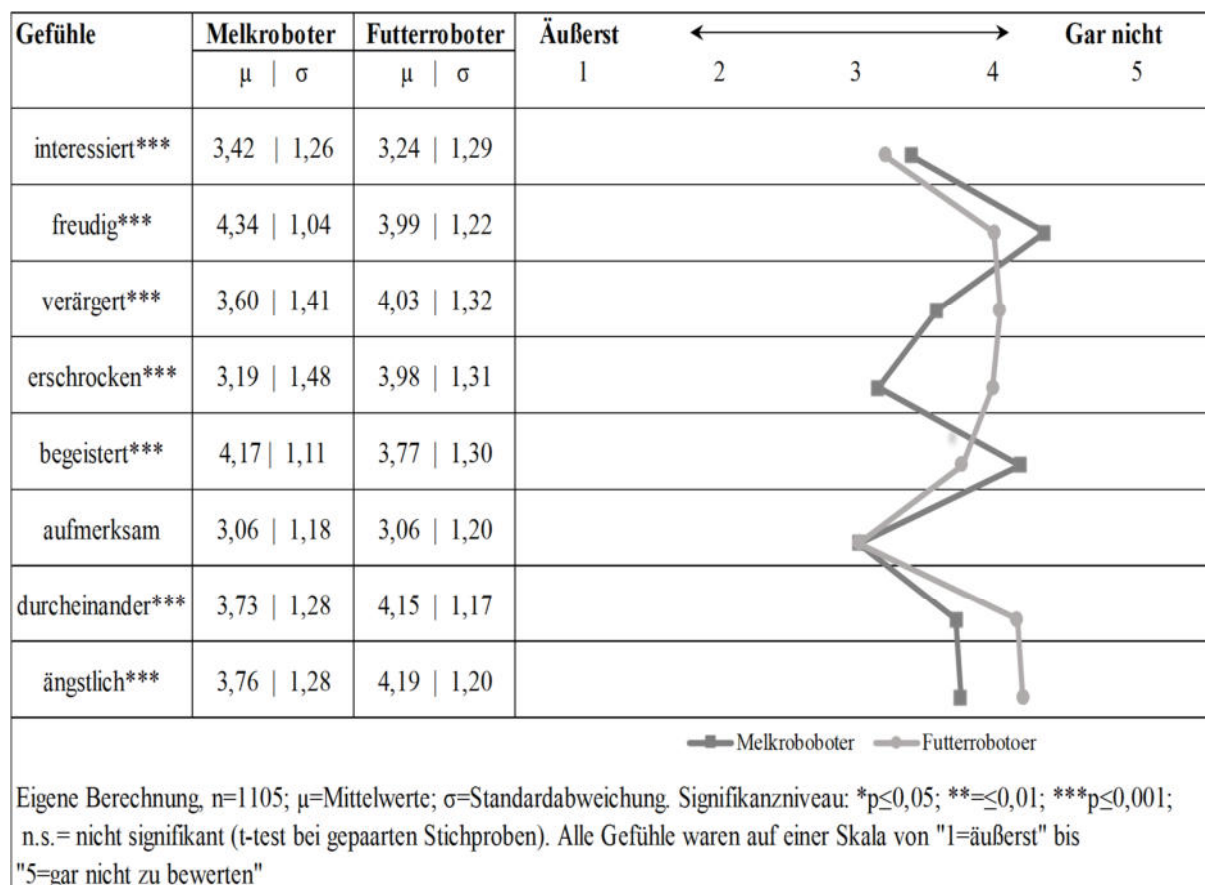 Gefühle Melkroboter Futterroboter Äußerst Gar nicht
μ | σ μ | σ 1 2 3 4 5
interessiert*** 3,42 | 1,26 3,24 | 1,29
freudig*** 4,34 | 1,04 3,99 | 1,22
verärgert*** 3,60 | 1,41 4,03 | 1,32
erschrocken*** 3,19 | 1,48 3,98 | 1,31
begeistert*** 4,17| 1,11 3,77 | 1,30
aufmerksam 3,06 | 1,18 3,06 | 1,20
durcheinander*** 3,73 | 1,28 4,15 | 1,17
ängstlich*** 3,76 | 1,28 4,19 | 1,20
Melkroboboter Futterrobotoer
Eigene Berechnung, n=1105; μ=Mittelwerte; σ=Standardabweichung. Signifikanzniveau: *p≤0,05; **=≤0,01; ***p≤0,001;
n.s.= nicht signifikant (t-test bei gepaarten Stichproben). Alle Gefühle waren auf einer Skala von "1=äußerst" bis
"5=gar nicht zu bewerten"